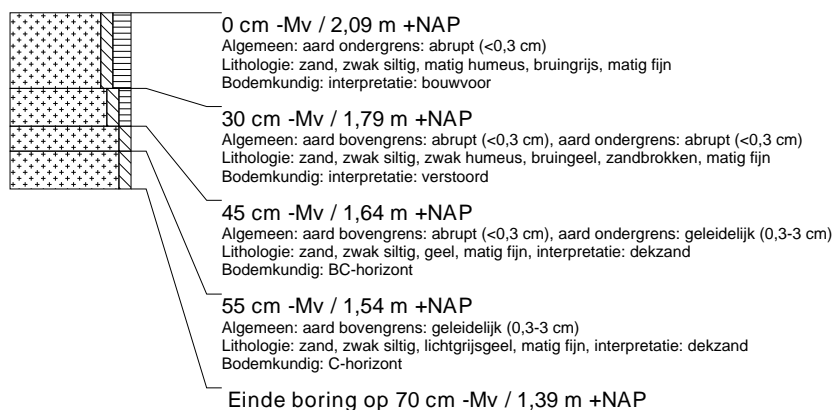 0 cm -Mv / 2,09 m +NAP
Algemeen: aard ondergrens: abrupt (<0,3 cm)
Lithologie: zand, zwak siltig, matig humeus, bruingrijs, matig fijn
Bodemkundig: interpretatie: bouwvoor
30 cm -Mv / 1,79 m +NAP
Algemeen: aard bovengrens: abrupt (<0,3 cm), aard ondergrens: abrupt (<0,3 cm)
Lithologie: zand, zwak siltig, zwak humeus, bruingeel, zandbrokken, matig fijn
Bodemkundig: interpretatie: verstoord
45 cm -Mv / 1,64 m +NAP
Algemeen: aard bovengrens: abrupt (<0,3 cm), aard ondergrens: geleidelijk (0,3-3 cm)
Lithologie: zand, zwak siltig, geel, matig fijn, interpretatie: dekzand
Bodemkundig: BC-horizont
55 cm -Mv / 1,54 m +NAP
Algemeen: aard bovengrens: geleidelijk (0,3-3 cm)
Lithologie: zand, zwak siltig, lichtgrijsgeel, matig fijn, interpretatie: dekzand
Bodemkundig: C-horizont
Einde boring op 70 cm -Mv / 1,39 m +NAP